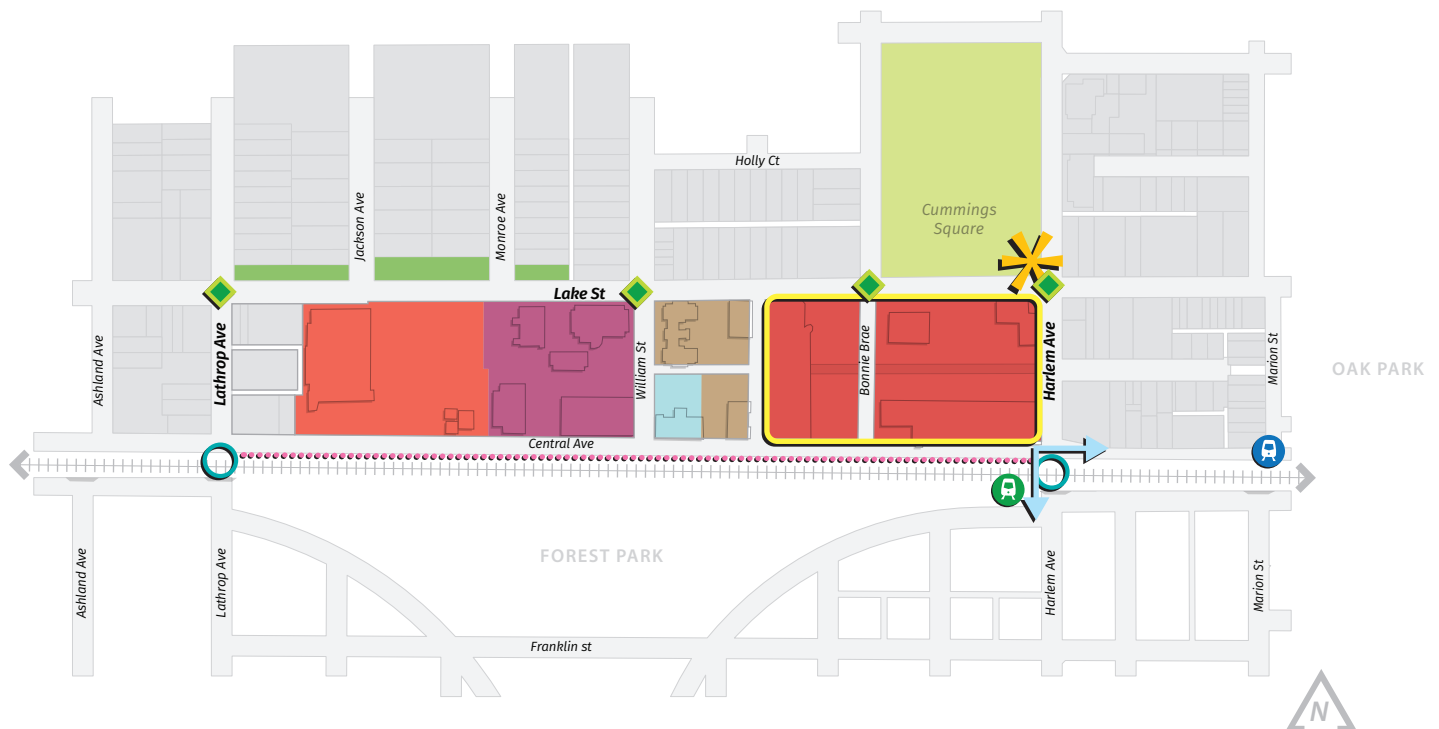 Holly Ct
Jackson Ave
Monroe Ave
Cummings
Square
Lake St
Ashland Ave
Lathrop Ave
William St
Bonnie Brae
Harlem Ave
Marion St
OAK PARK
Central Ave
FOREST PARK
Ashland Ave
Lathrop Ave
Harlem Ave
Marion St
Franklin st
N